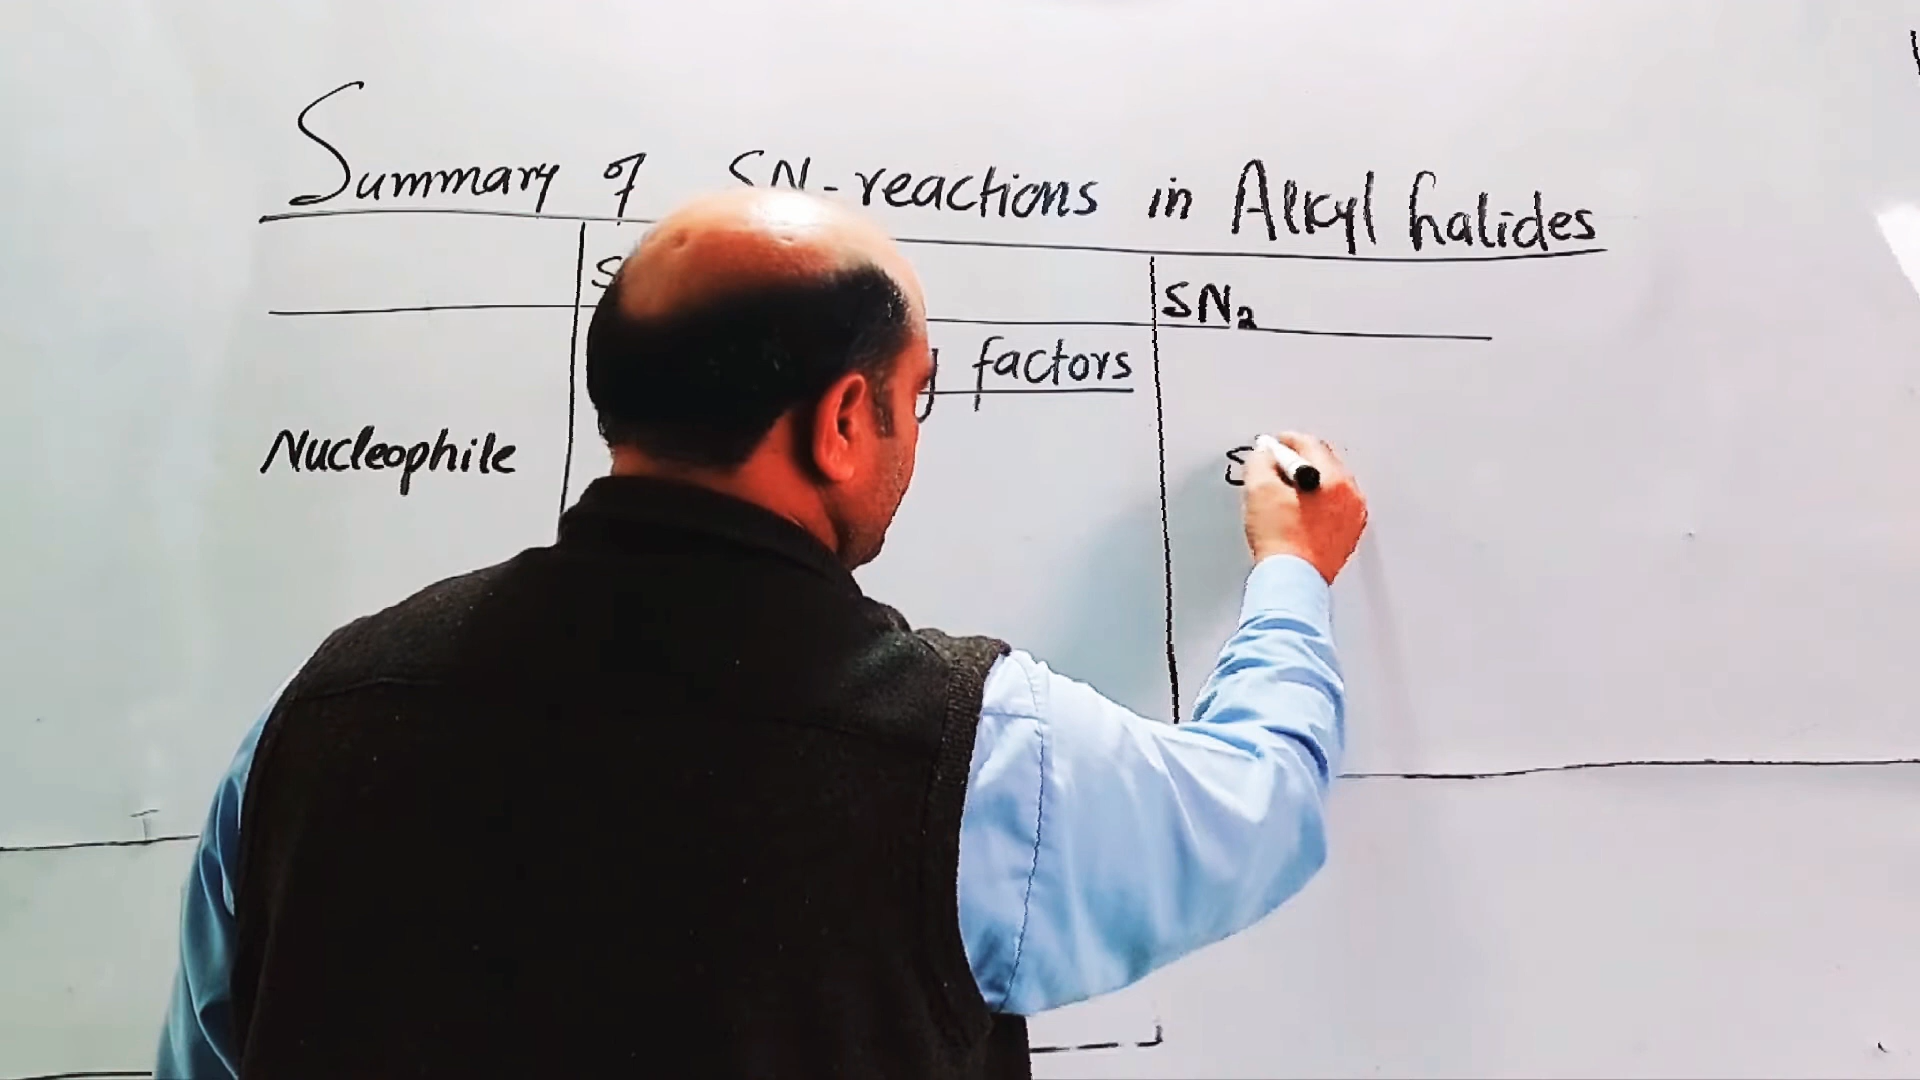 Summary of SN-reactions in Alkyl halides
SN2
factors
Nucleophile